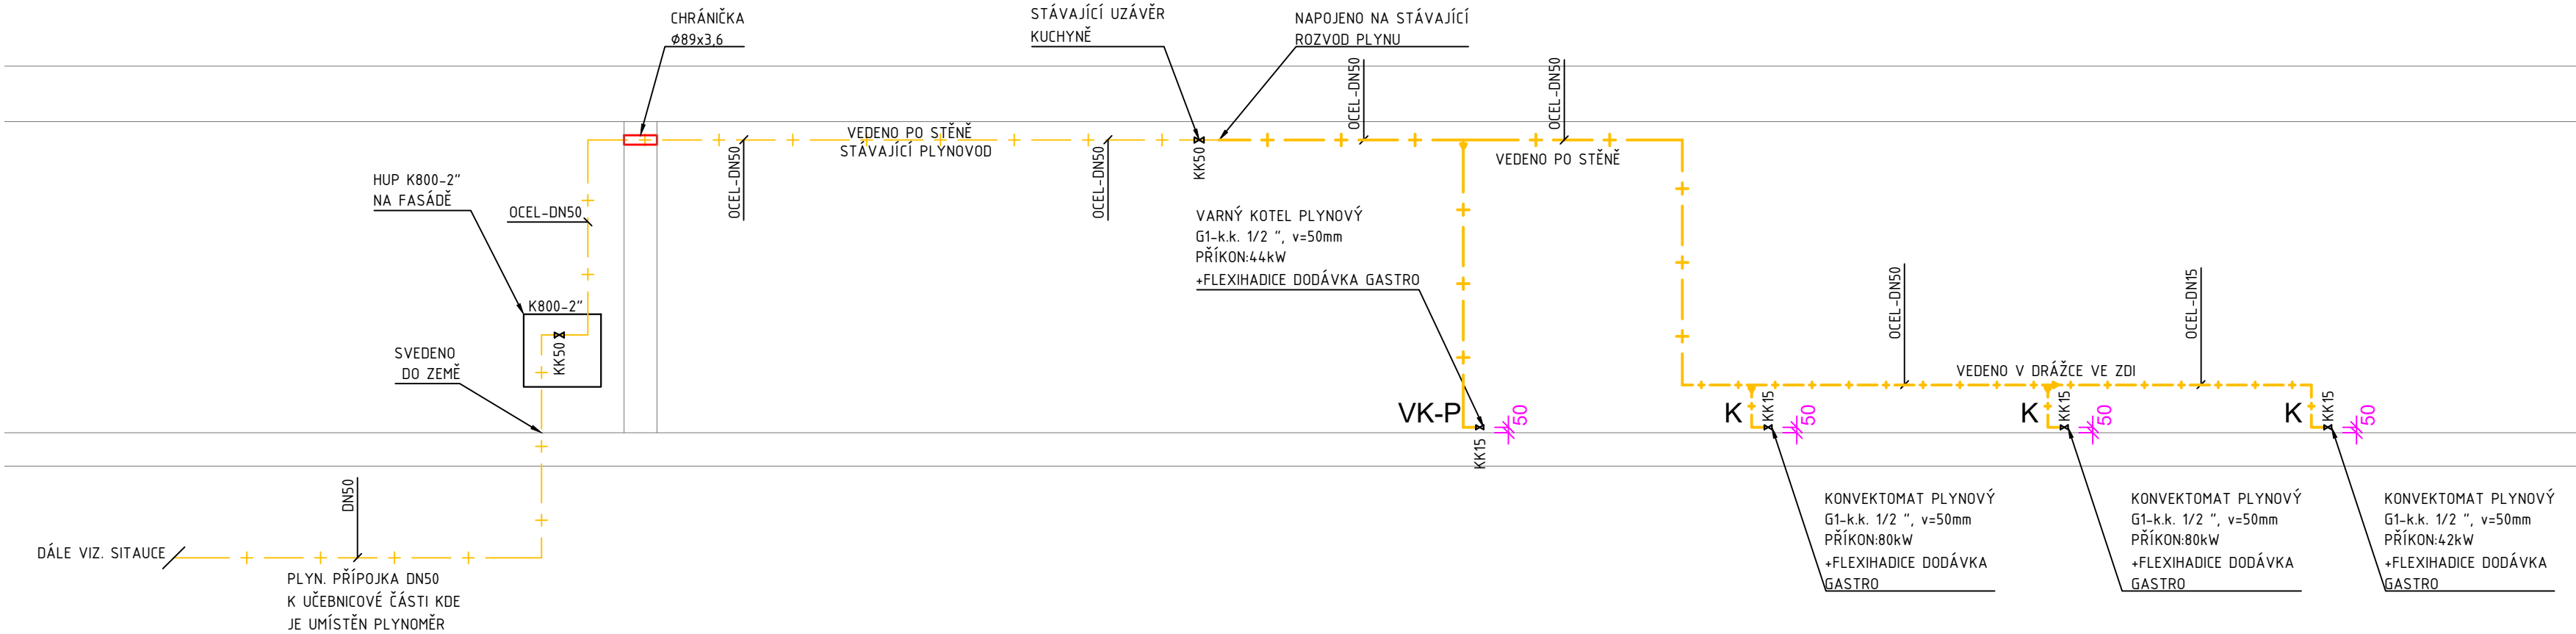 CHRÁNIČKA
Ø89x3,6
STÁVAJÍCÍ UZÁVĚR
KUCHYNĚ
NAPOJENO NA STÁVAJÍCÍ
ROZVOD PLYNU
OCEL-DN50
OCEL-DN50
VEDENO PO STĚNĚ
STÁVAJÍCÍ PLYNOVOD
OCEL-DN50
OCEL-DN50
KK50
VEDENO PO STĚNĚ
HUP K800-2"
NA FASÁDĚ
OCEL-DN50
K800-2"
KK50
SVEDENO
DO ZEMĚ
VARNÝ KOTEL PLYNOVÝ
G1-k.k. 1/2 ", v=50mm
PŘÍKON:44kW
+FLEXIHADICE DODÁVKA GASTRO
OCEL-DN50
OCEL-DN15
VEDENO V DRÁŽCE VE ZDI
VK-P
KK15
50
K
KK15
50
K
KK15
50
K
KK15
50
DN50
DÁLE VIZ. SITAUCE
PLYN. PŘÍPOJKA DN50
K UČEBNICOVÉ ČÁSTI KDE
JE UMÍSTĚN PLYNOMĚR
KONVEKTOMAT PLYNOVÝ
G1-k.k. 1/2 ", v=50mm
PŘÍKON:80kW
+FLEXIHADICE DODÁVKA
GASTRO
KONVEKTOMAT PLYNOVÝ
G1-k.k. 1/2 ", v=50mm
PŘÍKON:80kW
+FLEXIHADICE DODÁVKA
GASTRO
KONVEKTOMAT PLYNOVÝ
G1-k.k. 1/2 ", v=50mm
PŘÍKON:42kW
+FLEXIHADICE DODÁVKA
GASTRO